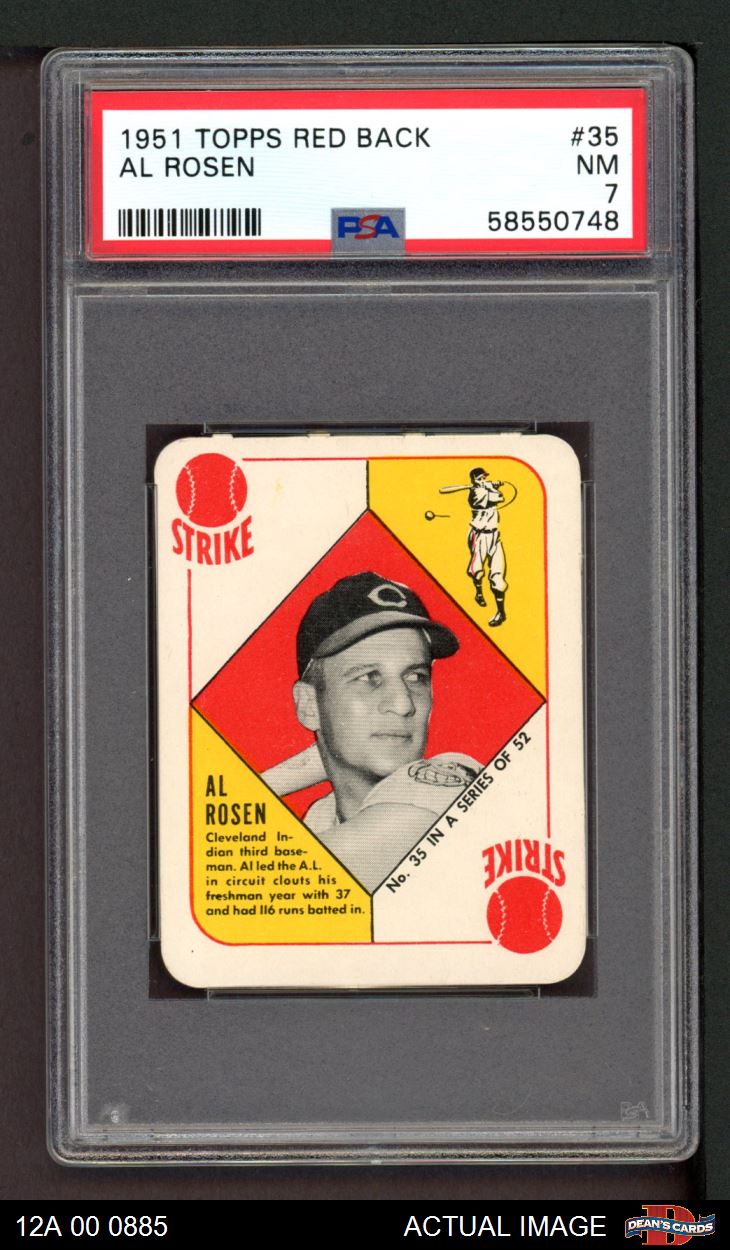 1951 TOPPS RED BACK #35
AL ROSEN NM
7
PSA 58550748
STRIKE
C
AL
ROSEN
Cleveland In-
dian third base-
man. Al led the A.L.
in circuit clouts his
freshman year with 37
and had 116 runs batted in.
No. 35 IN A SERIES OF 52
STRIKE
12A 00 0885 ACTUAL IMAGE DEAN'S CARDS